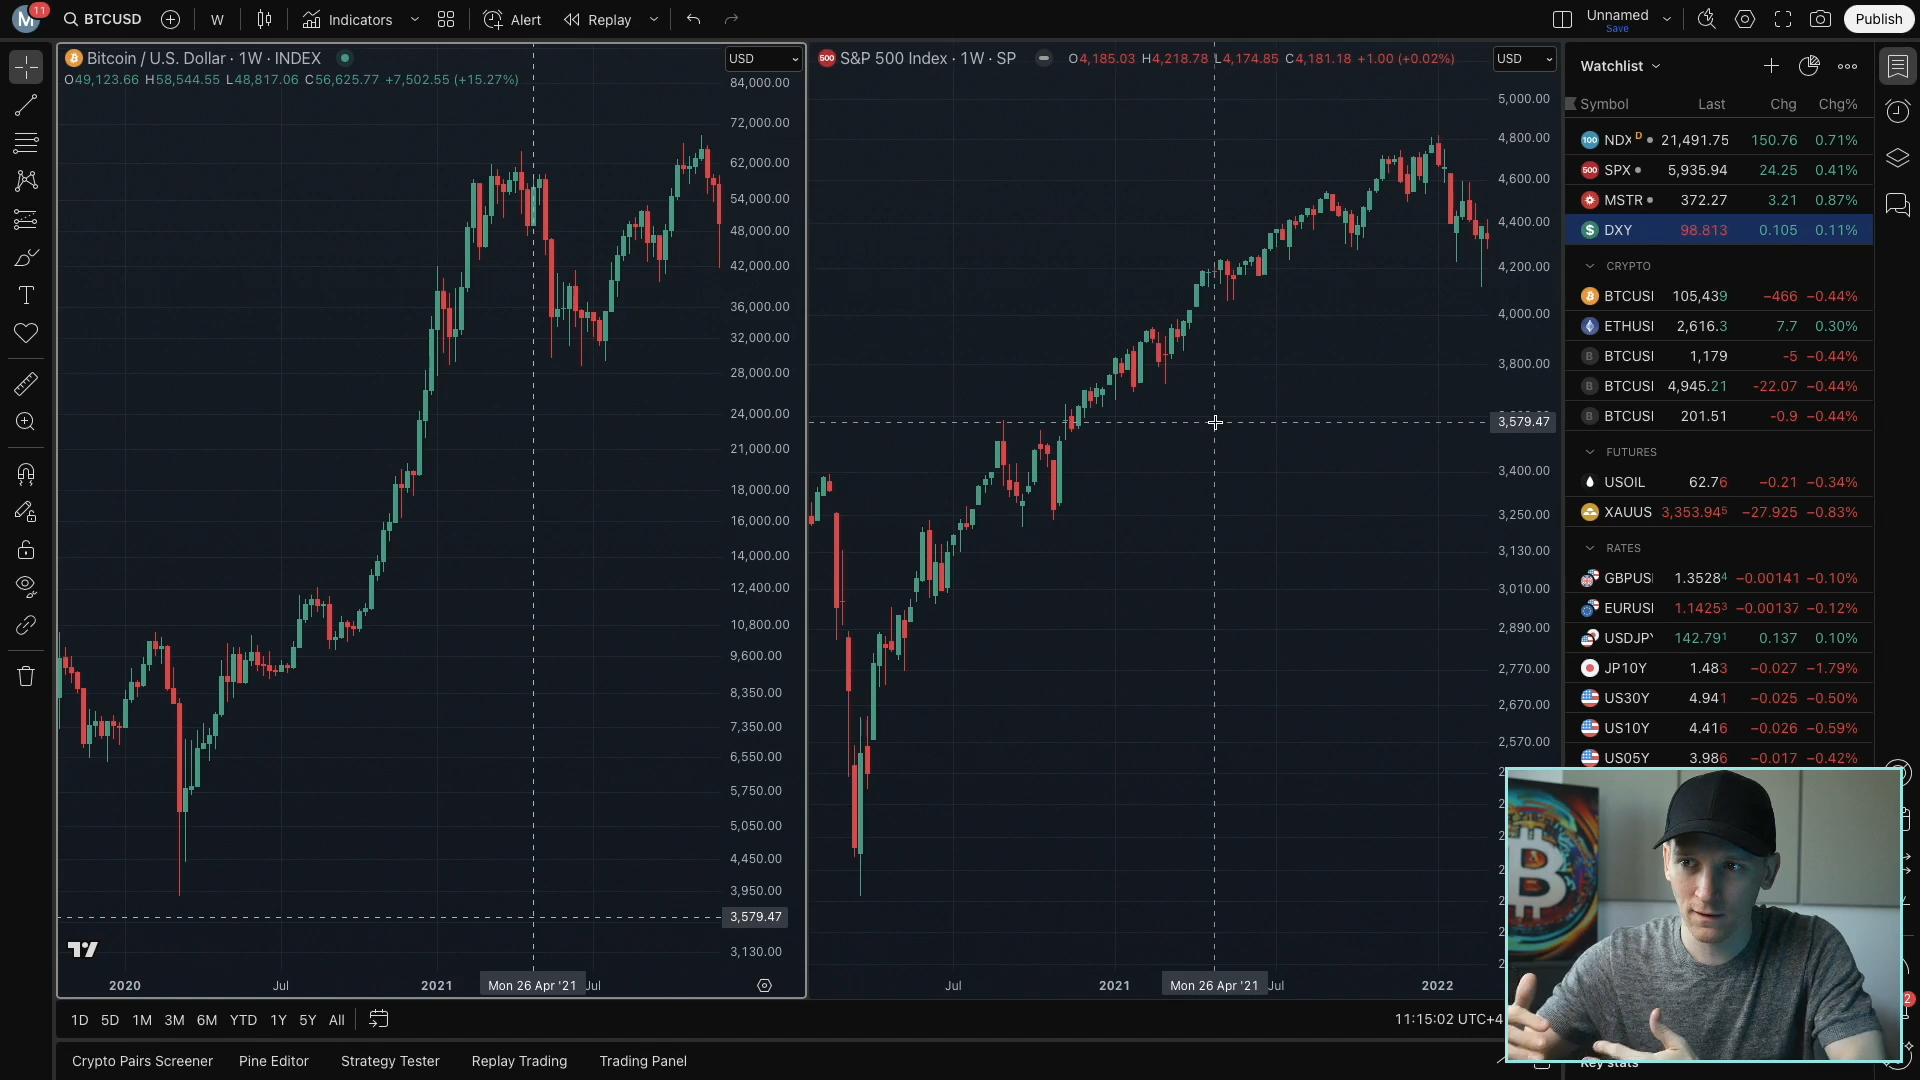 M 11 BTCUSD W Indicators Alert Replay Unnamed Save Publish
Bitcoin / U.S. Dollar · 1W · INDEX
O49,123.66 H58,544.55 L48,817.06 C56,625.77 +7,502.55 (+15.27%)
USD
84,000.00
72,000.00
62,000.00
54,000.00
48,000.00
42,000.00
36,000.00
32,000.00
28,000.00
24,000.00
21,000.00
18,000.00
16,000.00
14,000.00
12,400.00
10,800.00
9,600.00
8,350.00
7,350.00
6,550.00
5,750.00
5,050.00
4,450.00
3,950.00
3,579.47
3,130.00
2020 Jul 2021 Mon 26 Apr '21 Jul
500 S&P 500 Index · 1W · SP O4,185.03 H4,218.78 L4,174.85 C4,181.18 +1.00 (+0.02%)
USD
5,000.00
4,800.00
4,600.00
4,400.00
4,200.00
4,000.00
3,800.00
3,579.47
3,400.00
3,250.00
3,130.00
3,010.00
2,890.00
2,770.00
2,670.00
2,570.00
Jul 2021 Mon 26 Apr '21 Jul 2022
1D 5D 1M 3M 6M YTD 1Y 5Y All
11:15:02 UTC+4
Crypto Pairs Screener Pine Editor Strategy Tester Replay Trading Trading Panel
Watchlist
Symbol Last Chg Chg%
100 NDX D 21,491.75 150.76 0.71%
500 SPX 5,935.94 24.25 0.41%
MSTR 372.27 3.21 0.87%
$ DXY 98.813 0.105 0.11%
CRYPTO
BTCUSI 105,439 −466 −0.44%
ETHUSI 2,616.3 7.7 0.30%
B BTCUSI 1,179 -5 −0.44%
B BTCUSI 4,945.21 -22.07 −0.44%
B BTCUSI 201.51 -0.9 −0.44%
FUTURES
USOIL 62.76 −0.21 −0.34%
XAUUS 3,353.945 −27.925 −0.83%
RATES
GBPUSI 1.35284 −0.00141 −0.10%
EURUSI 1.14253 −0.00137 −0.12%
USDJPY 142.791 0.137 0.10%
JP10Y 1.483 −0.027 −1.79%
US30Y 4.941 −0.025 −0.50%
US10Y 4.416 −0.026 −0.59%
US05Y 3.986 −0.017 −0.42%
Key stats